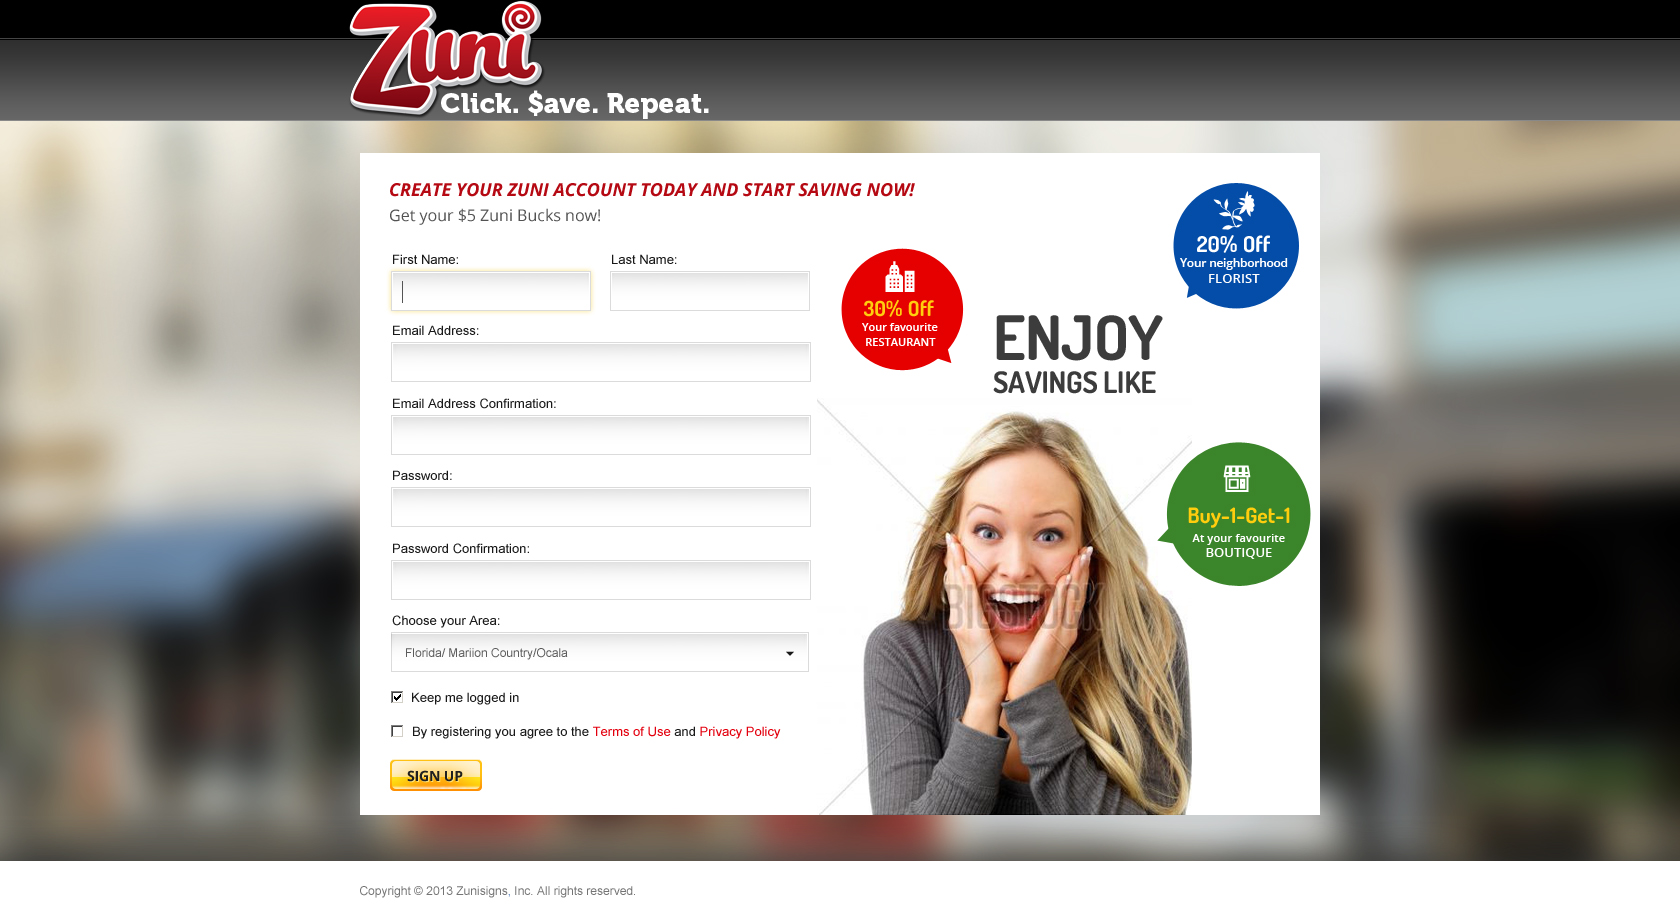 Zuni
Click. $ave. Repeat.
CREATE YOUR ZUNI ACCOUNT TODAY AND START SAVING NOW!
Get your $5 Zuni Bucks now!
First Name:
Last Name:
Email Address:
Email Address Confirmation:
Password:
Password Confirmation:
Choose your Area:
Florida/ Mariion Country/Ocala
Keep me logged in
By registering you agree to the Terms of Use and Privacy Policy
SIGN UP
20% Off
Your neighborhood
FLORIST
30% Off
Your favourite
RESTAURANT
ENJOY
SAVINGS LIKE
Buy-1-Get-1
At your favourite
BOUTIQUE
BIGSTOCK
Copyright © 2013 Zunisigns, Inc. All rights reserved.